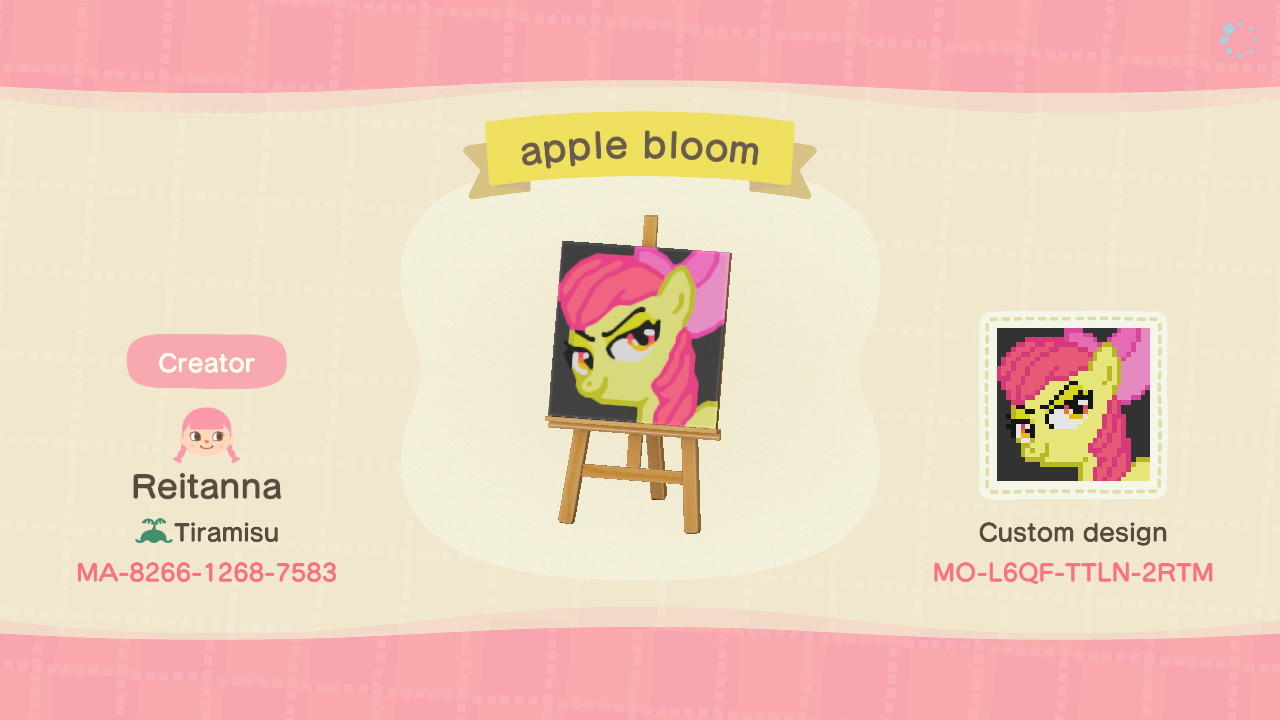 apple bloom
Creator
Reitanna
Tiramisu
MA-8266-1268-7583
Custom design
MO-L6QF-TTLN-2RTM